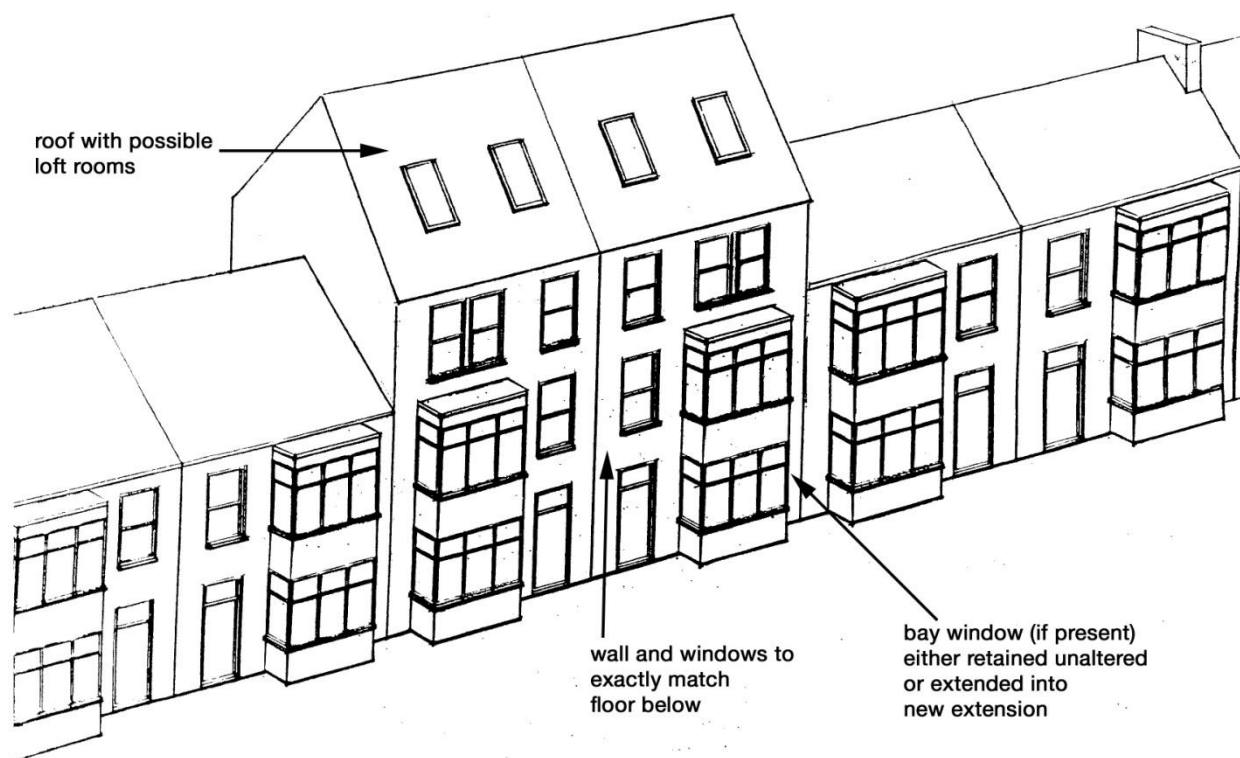 roof with possible
loft rooms
wall and windows to
exactly match
floor below
bay window (if present)
either retained unaltered
or extended into
new extension